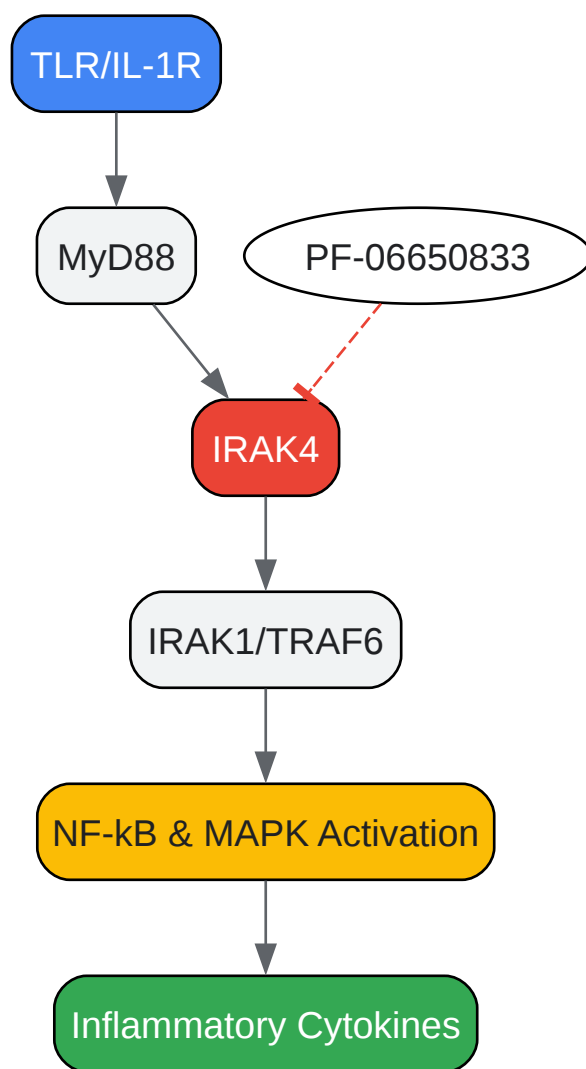 TLR/IL-1R
MyD88
PF-06650833
IRAK4
IRAK1/TRAF6
NF-kB & MAPK Activation
Inflammatory Cytokines